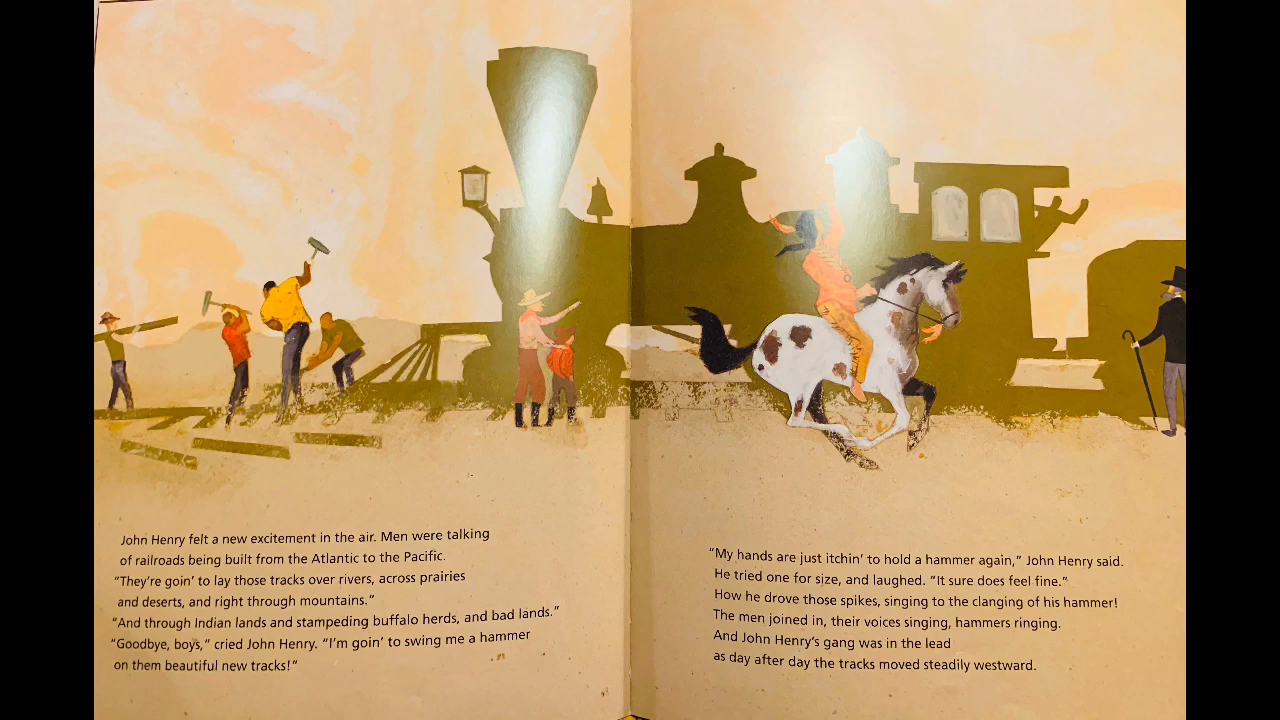 John Henry felt a new excitement in the air. Men were talking
of railroads being built from the Atlantic to the Pacific.
“They’re goin’ to lay those tracks over rivers, across prairies
and deserts, and right through mountains.”
“And through Indian lands and stampeding buffalo herds, and bad lands.”
“Goodbye, boys,” cried John Henry. “I’m goin’ to swing me a hammer
on them beautiful new tracks!”
“My hands are just itchin’ to hold a hammer again,” John Henry said.
He tried one for size, and laughed. “It sure does feel fine.”
How he drove those spikes, singing to the clanging of his hammer!
The men joined in, their voices singing, hammers ringing.
And John Henry’s gang was in the lead
as day after day the tracks moved steadily westward.